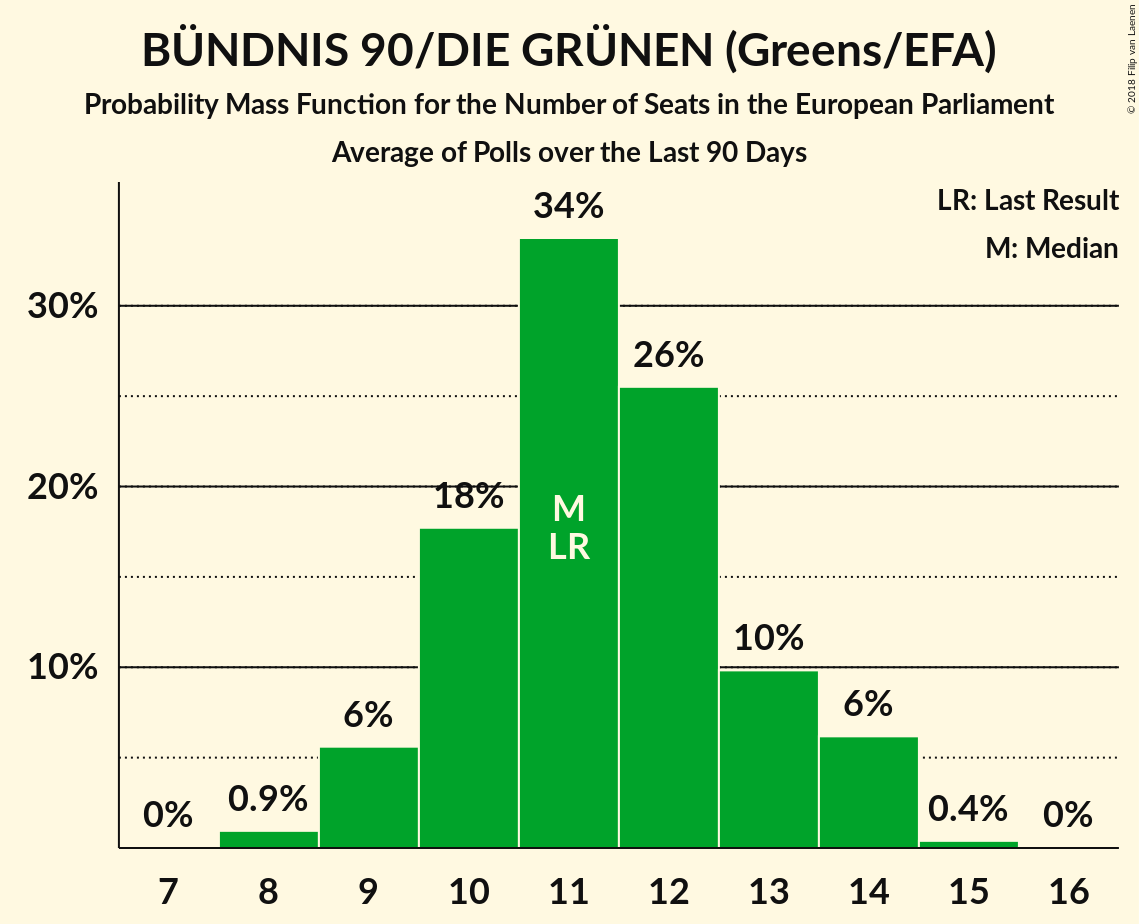 BÜNDNIS 90/DIE GRÜNEN (Greens/EFA)
Probability Mass Function for the Number of Seats in the European Parliament
Average of Polls over the Last 90 Days
© 2018 Filip van Laenen
LR: Last Result
M: Median
30%
20%
10%
0%
0.9%
6%
18%
34%
26%
10%
6%
0.4%
0%
M
LR
7
8
9
10
11
12
13
14
15
16